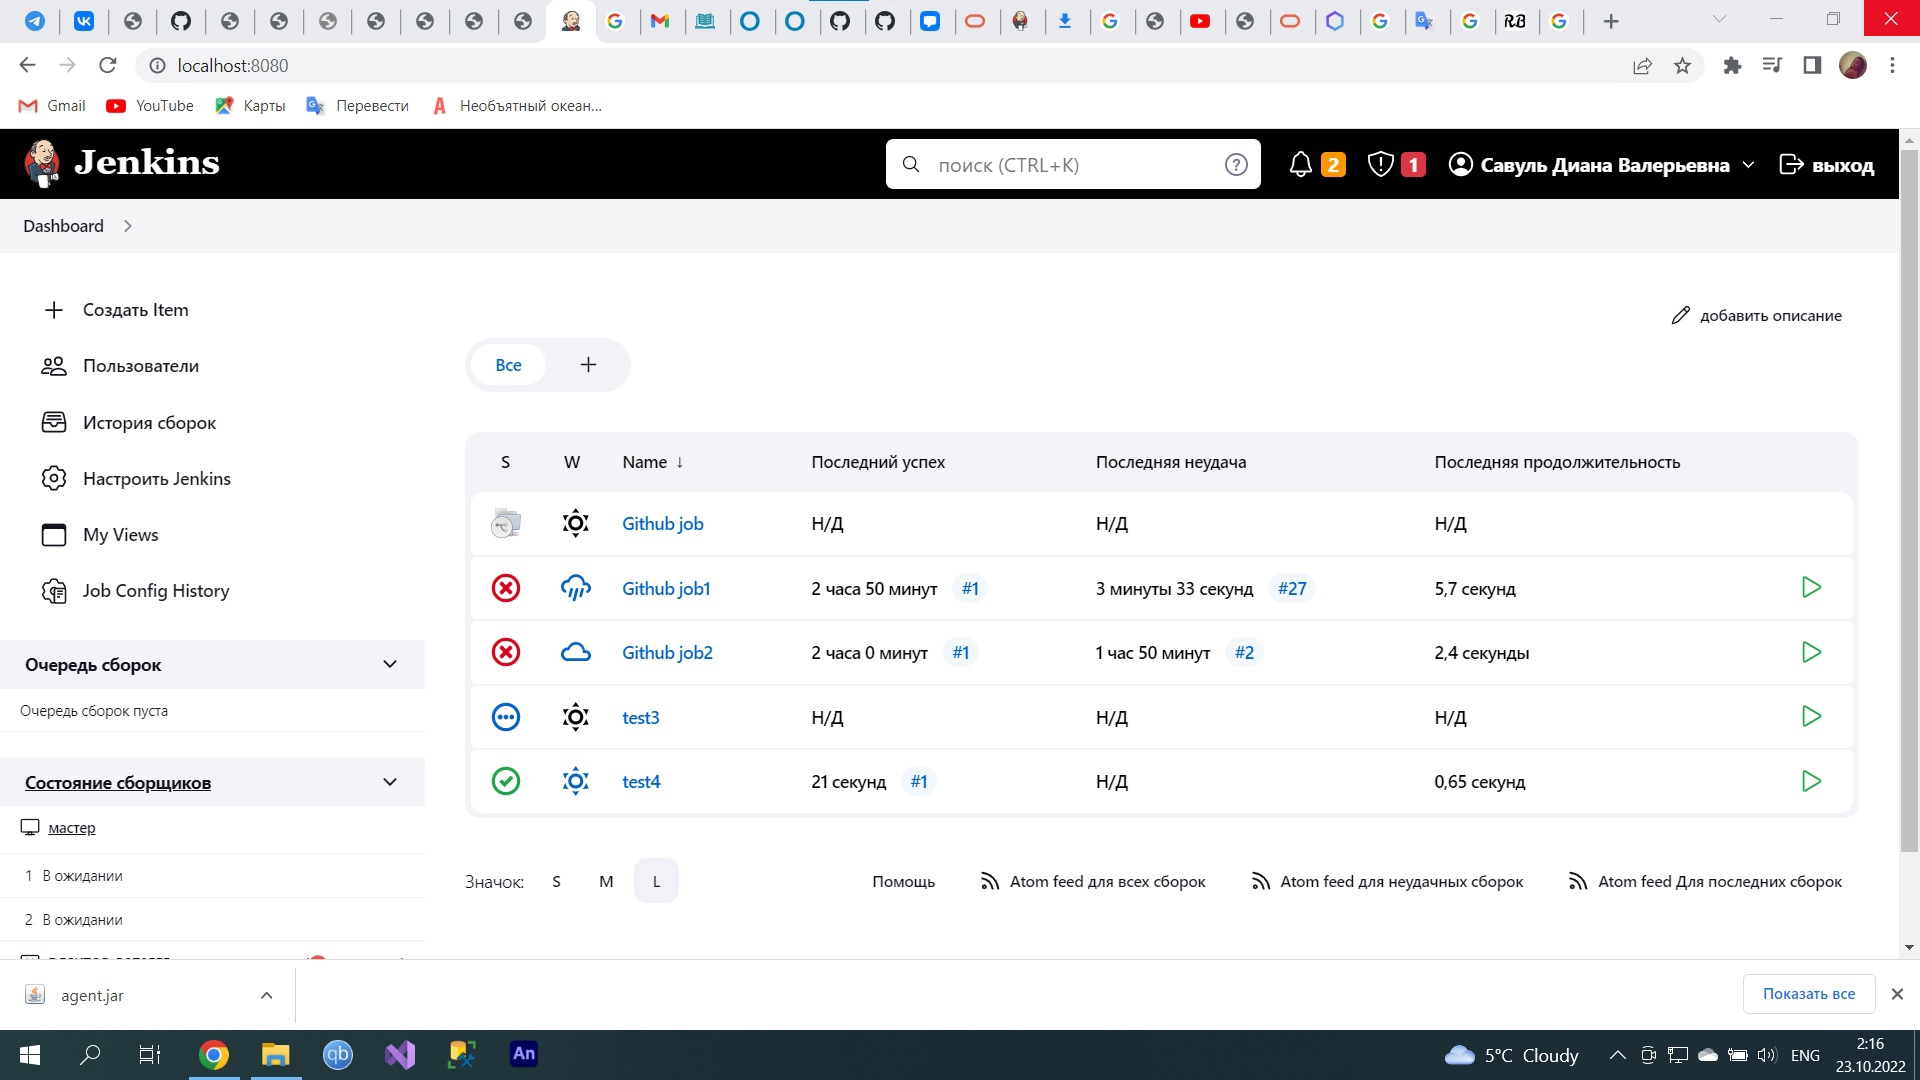 localhost:8080
Gmail YouTube Карты Перевести Необъятный океан...
Jenkins поиск (CTRL+K) 2 1 Савуль Диана Валерьевна выход
Dashboard
Создать Item
Пользователи
История сборок
Настроить Jenkins
My Views
Job Config History
Очередь сборок
Очередь сборок пуста
Состояние сборщиков
мастер
1 В ожидании
2 В ожидании
добавить описание
Все +
S W Name ↓ Последний успех Последняя неудача Последняя продолжительность
Github job Н/Д Н/Д Н/Д
Github job1 2 часа 50 минут #1 3 минуты 33 секунд #27 5,7 секунд
Github job2 2 часа 0 минут #1 1 час 50 минут #2 2,4 секунды
test3 Н/Д Н/Д Н/Д
test4 21 секунд #1 Н/Д 0,65 секунд
Значок: S M L Помощь Atom feed для всех сборок Atom feed для неудачных сборок Atom feed Для последних сборок
agent.jar Показать все
qb An 5°C Cloudy ENG 2:16
23.10.2022